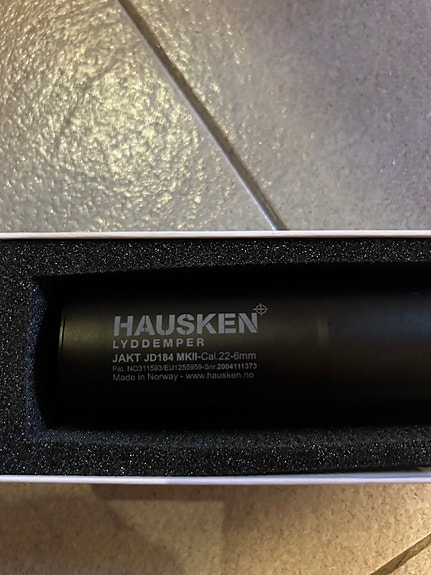 HAUSKEN
LYDDEMPER
JAKT JD184 MKII-Cal.22-6mm
Pat. NO311593/EU1255959-Snr.2004111373
Made in Norway - www.hausken.no